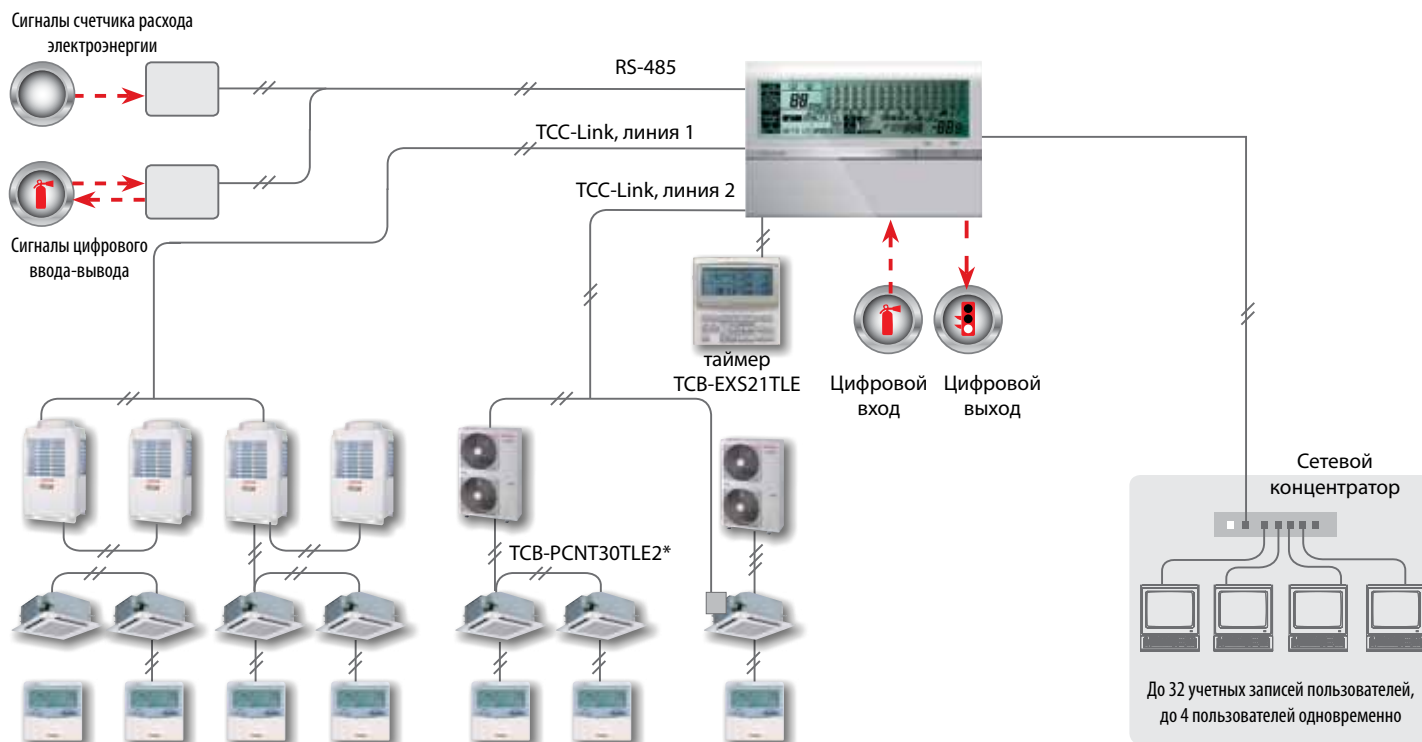 Сигналы счетчика расхода
электроэнергии
RS-485
TCC-Link, линия 1
TCC-Link, линия 2
Сигналы цифрового
ввода-вывода
таймер
TCB-EXS21TLE
Цифровой
вход
Цифровой
выход
Сетевой
концентратор
TCB-PCNT30TLE2*
До 32 учетных записей пользователей,
до 4 пользователей одновременно